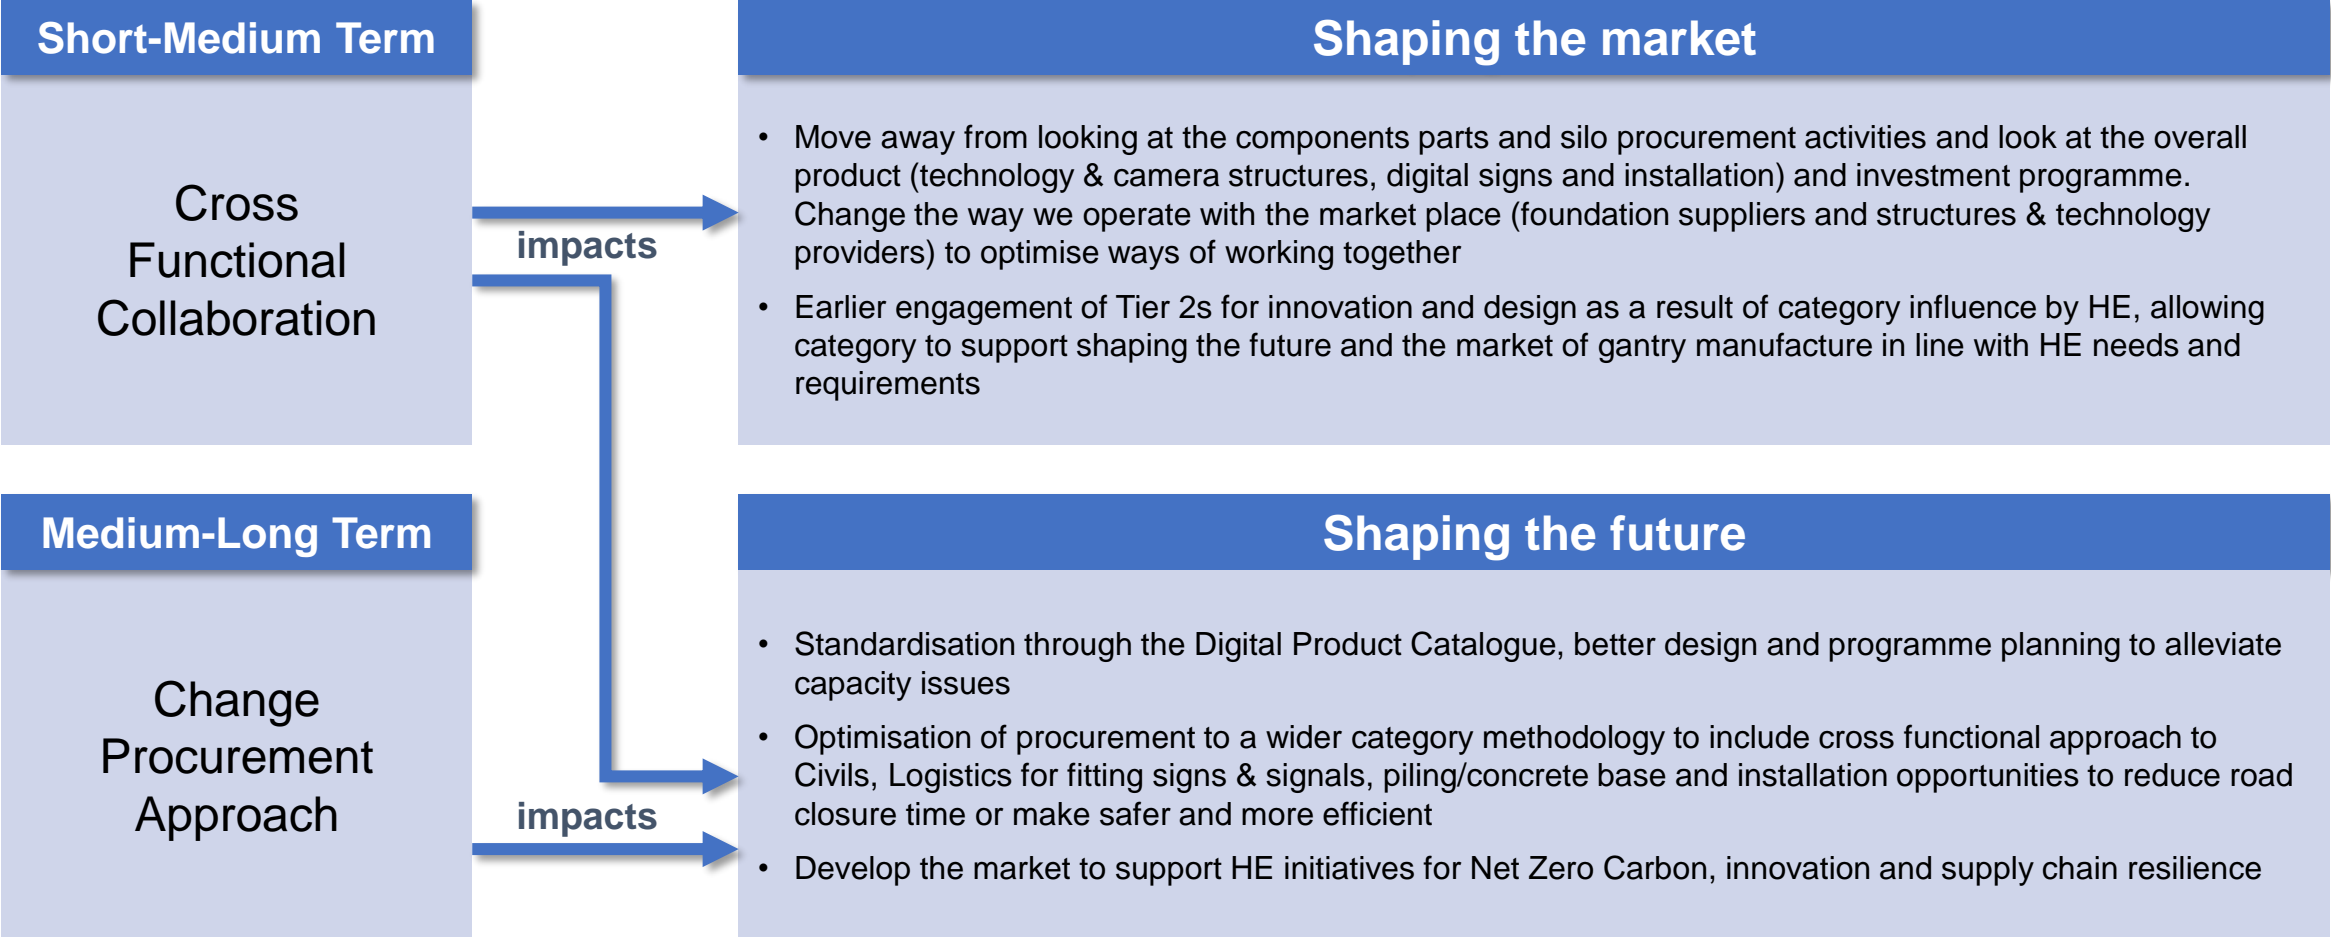 Short-Medium Term
Cross
Functional
Collaboration
impacts
Shaping the market
• Move away from looking at the components parts and silo procurement activities and look at the overall
product (technology & camera structures, digital signs and installation) and investment programme.
Change the way we operate with the market place (foundation suppliers and structures & technology
providers) to optimise ways of working together
• Earlier engagement of Tier 2s for innovation and design as a result of category influence by HE, allowing
category to support shaping the future and the market of gantry manufacture in line with HE needs and
requirements
Medium-Long Term
Change
Procurement
Approach
impacts
Shaping the future
• Standardisation through the Digital Product Catalogue, better design and programme planning to alleviate
capacity issues
• Optimisation of procurement to a wider category methodology to include cross functional approach to
Civils, Logistics for fitting signs & signals, piling/concrete base and installation opportunities to reduce road
closure time or make safer and more efficient
• Develop the market to support HE initiatives for Net Zero Carbon, innovation and supply chain resilience